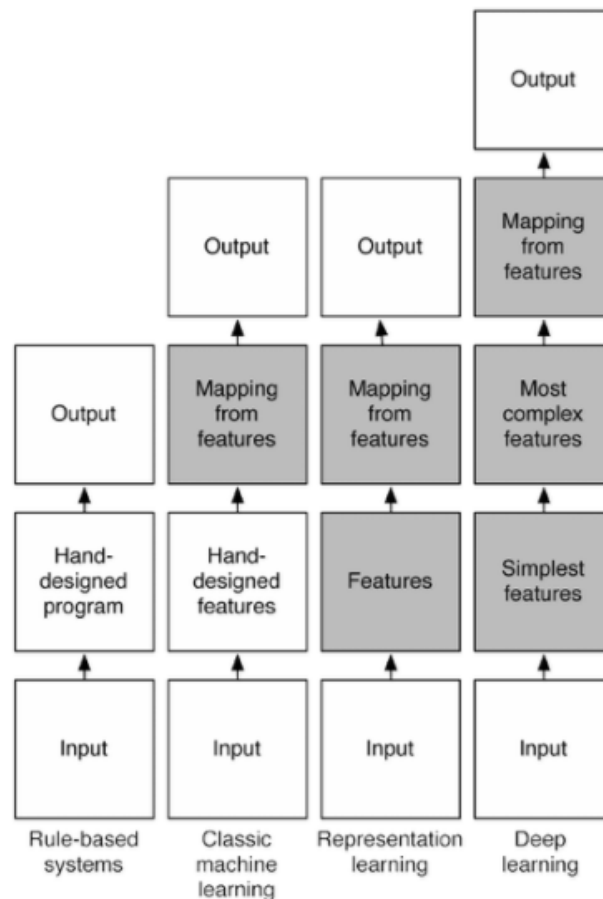 Output
Output
Output
Mapping
from
features
Output
Mapping
from
features
Mapping
from
features
Most
complex
features
Hand-
designed
program
Hand-
designed
features
Features
Simplest
features
Input
Input
Input
Input
Rule-based
systems
Classic
machine
learning
Representation
learning
Deep
learning